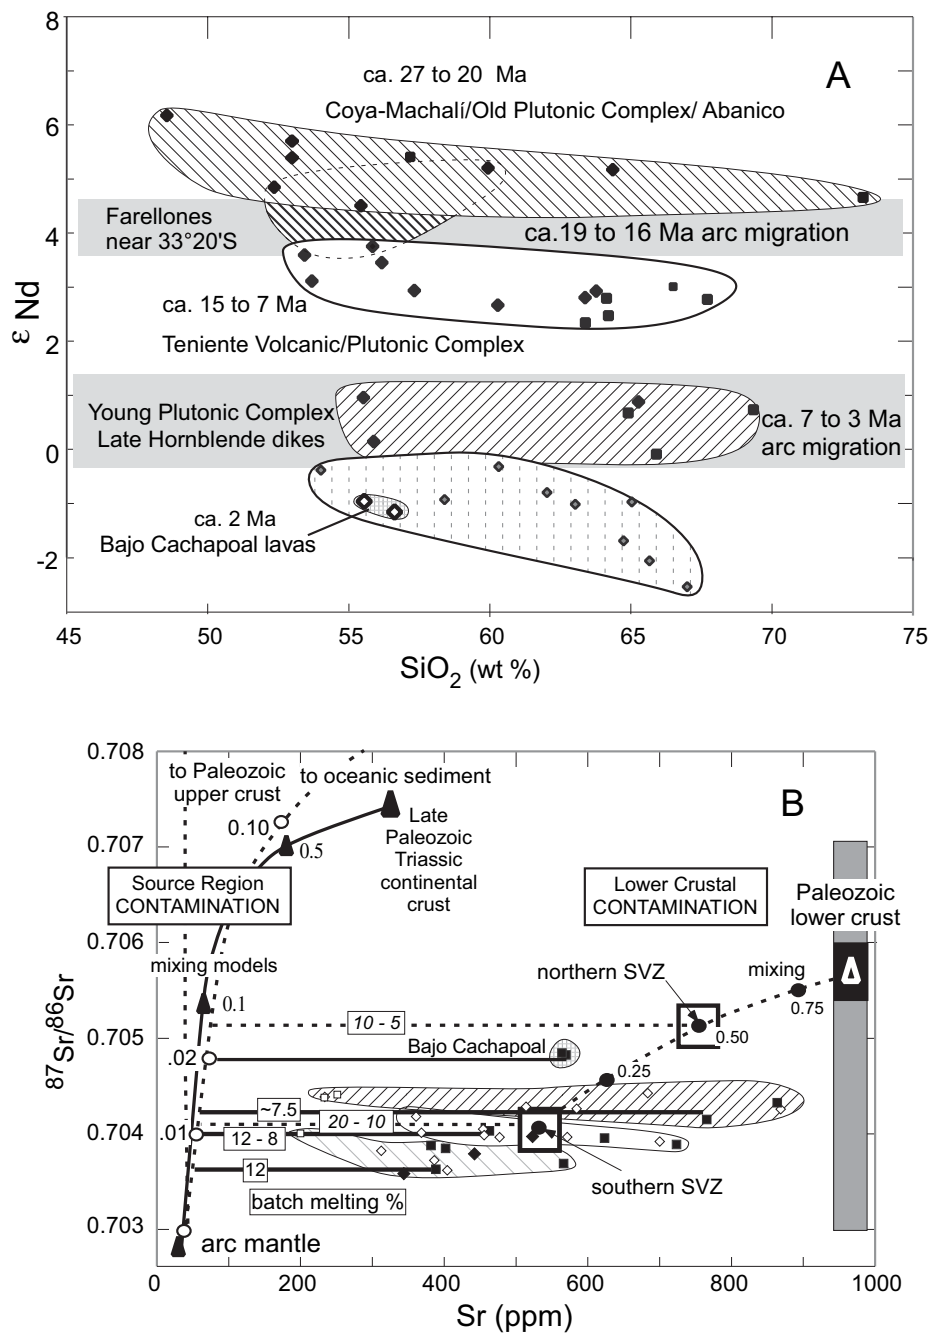 8
A
ca. 27 to 20 Ma
Coya-Machalí/Old Plutonic Complex/ Abanico
6
Farellones
near 33°20'S
4
ca.19 to 16 Ma arc migration
ca. 15 to 7 Ma
ε Nd
2
Teniente Volcanic/Plutonic Complex
Young Plutonic Complex
Late Hornblende dikes
ca. 7 to 3 Ma
arc migration
0
ca. 2 Ma
Bajo Cachapoal lavas
-2
45 50 55 60 65 70 75
SiO2 (wt %)
0.708
to Paleozoic
upper crust
to oceanic sediment
B
0.10
0.5
Late
Paleozoic
Triassic
continental
crust
0.707
Source Region
CONTAMINATION
Lower Crustal
CONTAMINATION
Paleozoic
lower crust
0.706
mixing models
northern SVZ
mixing
0.75
0.1
87Sr/86Sr
10 - 5
0.50
0.705
.02
Bajo Cachapoal
0.25
~7.5
20 - 10
0.704
.01
12 - 8
12
southern SVZ
batch melting %
0.703
arc mantle
0 200 400 600 800 1000
Sr (ppm)